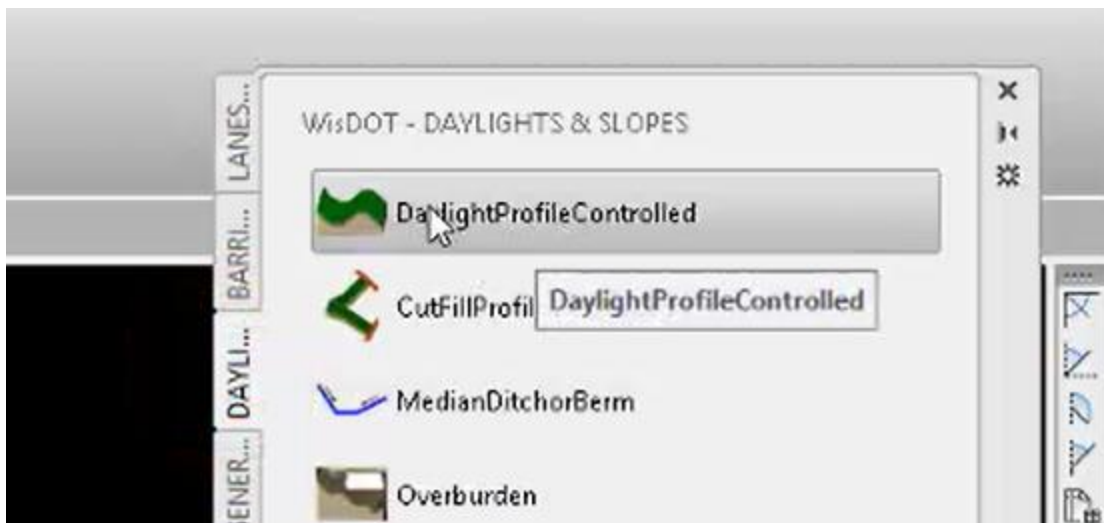 LANES...
BARRI...
DAYLI...
GENER...
WisDOT - DAYLIGHTS & SLOPES
DaylightProfileControlled
CutFillProfil
DaylightProfileControlled
MedianDitchorBerm
Overburden